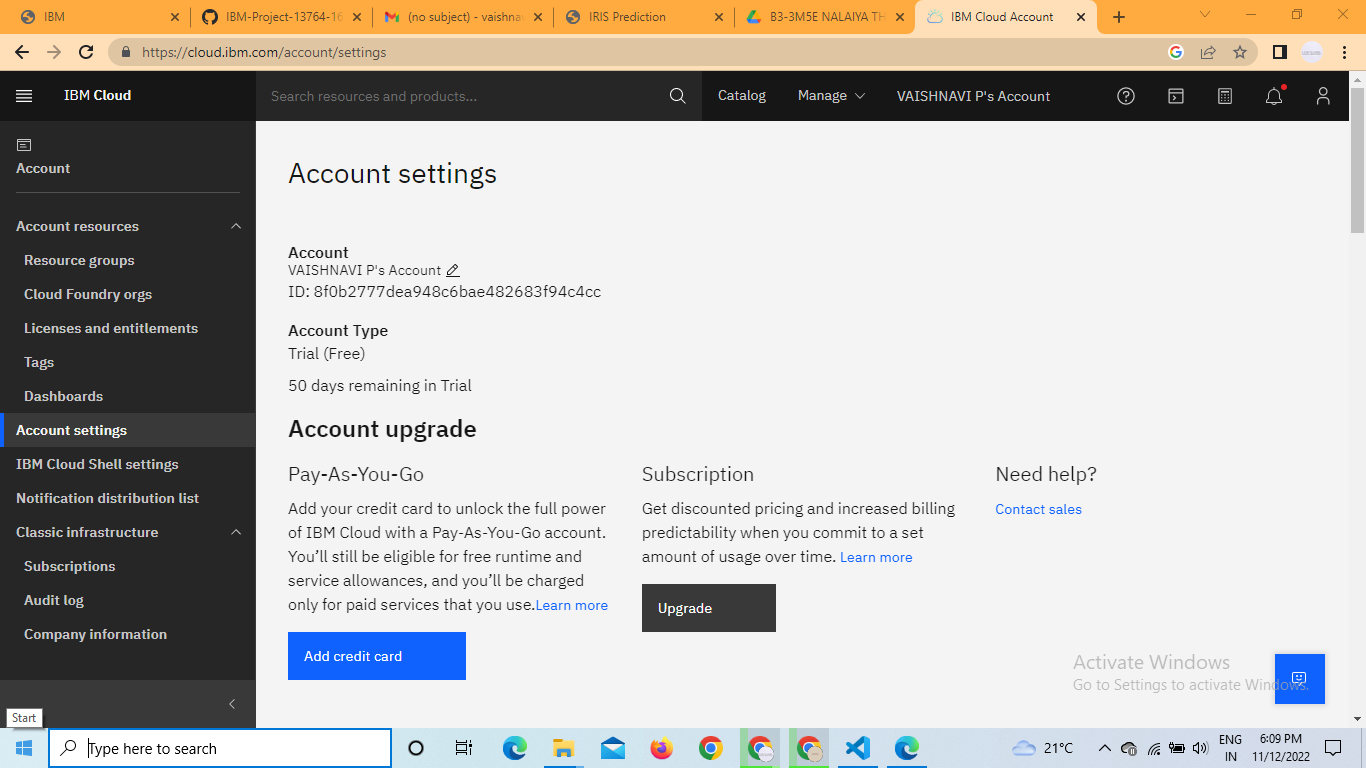 IBM
IBM-Project-13764-16
(no subject) - vaishnav
IRIS Prediction
B3-3M5E NALAIYA TH
IBM Cloud Account
https://cloud.ibm.com/account/settings
IBM Cloud
Search resources and products...
Catalog
Manage
VAISHNAVI P's Account
Account
Account resources
Resource groups
Cloud Foundry orgs
Licenses and entitlements
Tags
Dashboards
Account settings
IBM Cloud Shell settings
Notification distribution list
Classic infrastructure
Subscriptions
Audit log
Company information
Account settings
Account
VAISHNAVI P's Account
ID: 8f0b2777dea948c6bae482683f94c4cc
Account Type
Trial (Free)
50 days remaining in Trial
Account upgrade
Pay-As-You-Go
Add your credit card to unlock the full power
of IBM Cloud with a Pay-As-You-Go account.
You’ll still be eligible for free runtime and
service allowances, and you’ll be charged
only for paid services that you use.Learn more
Add credit card
Subscription
Get discounted pricing and increased billing
predictability when you commit to a set
amount of usage over time. Learn more
Upgrade
Need help?
Contact sales
Activate Windows
Go to Settings to activate Windows.
Start
Type here to search
21°C
ENG
IN
6:09 PM
11/12/2022